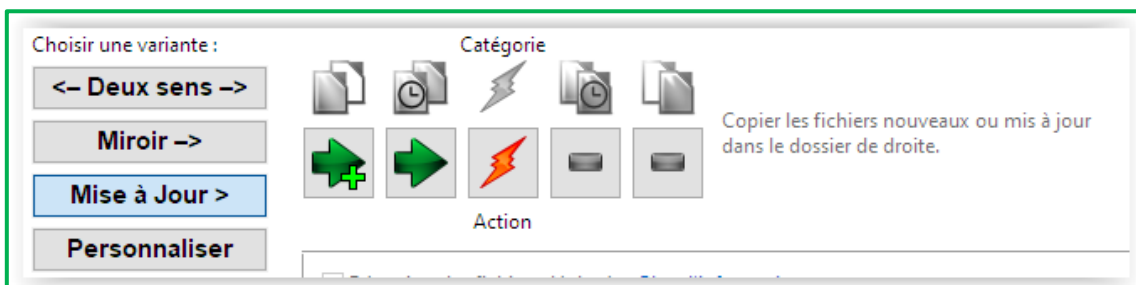 Choisir une variante :
Catégorie
<– Deux sens –>
Miroir –>
Mise à Jour >
Personnaliser
Copier les fichiers nouveaux ou mis à jour
dans le dossier de droite.
Action